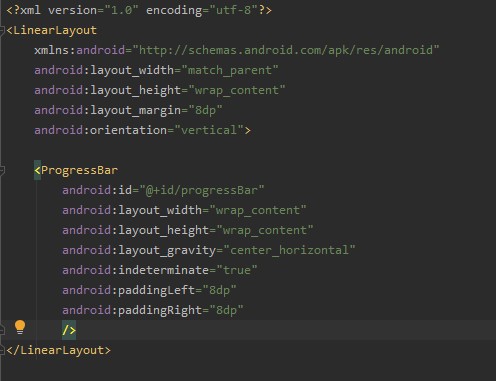 <?xml version="1.0" encoding="utf-8"?>
<LinearLayout
    xmlns:android="http://schemas.android.com/apk/res/android"
    android:layout_width="match_parent"
    android:layout_height="wrap_content"
    android:layout_margin="8dp"
    android:orientation="vertical">

    <ProgressBar
        android:id="@+id/progressBar"
        android:layout_width="wrap_content"
        android:layout_height="wrap_content"
        android:layout_gravity="center_horizontal"
        android:indeterminate="true"
        android:paddingLeft="8dp"
        android:paddingRight="8dp"
        />
</LinearLayout>